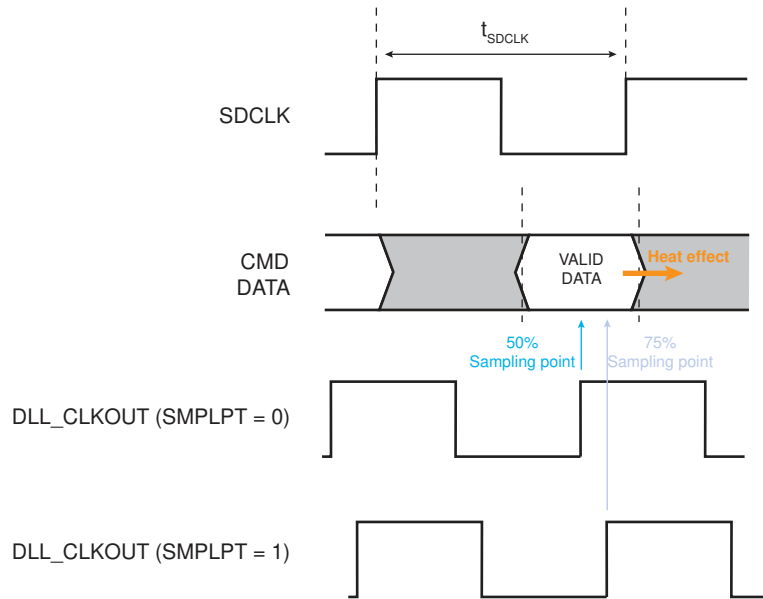 tSDCLK
SDCLK
CMD
DATA
VALID
DATA
Heat effect
50%
Sampling point
75%
Sampling point
DLL_CLKOUT (SMPLPT = 0)
DLL_CLKOUT (SMPLPT = 1)